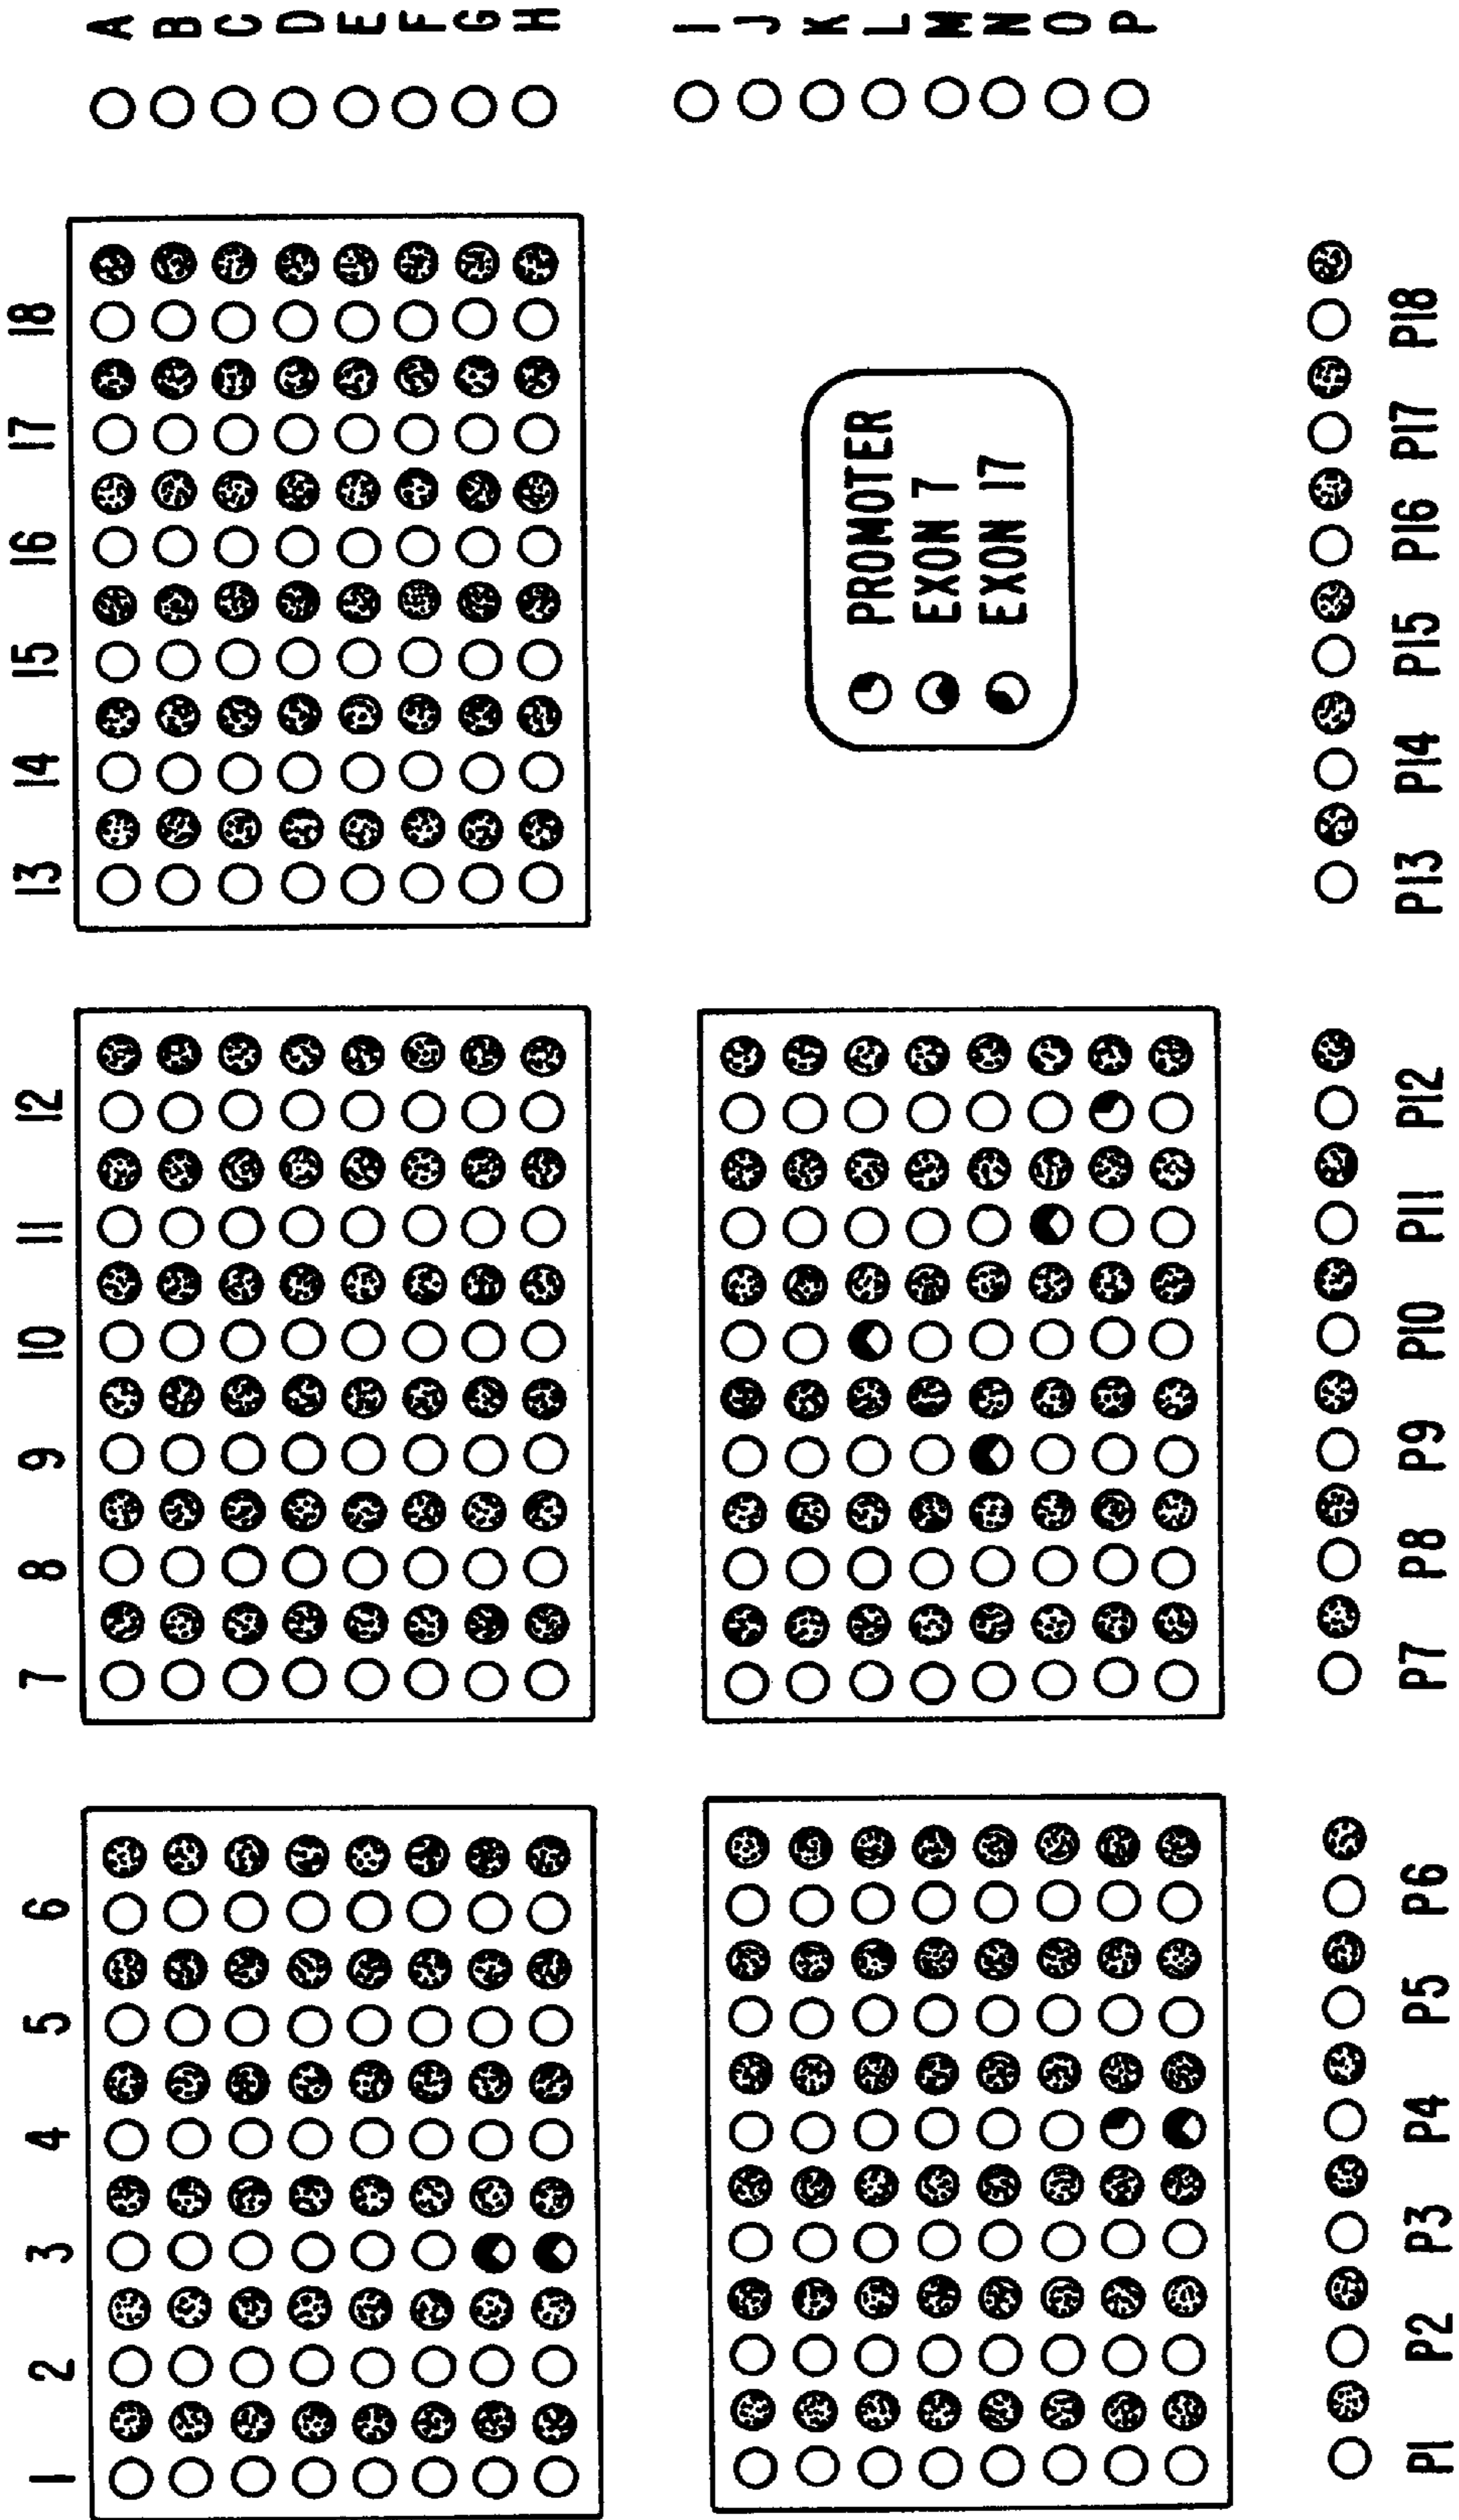 1 2 3 4 5 6 7 8 9 10 11 12 13 14 15 16 17 18
A
B
C
D
E
F
G
H
I
J
K
L
M
N
O
P
PROMOTER
EXON 7
EXON 17
P1 P2 P3 P4 P5 P6 P7 P8 P9 P10 P11 P12 P13 P14 P15 P16 P17 P18